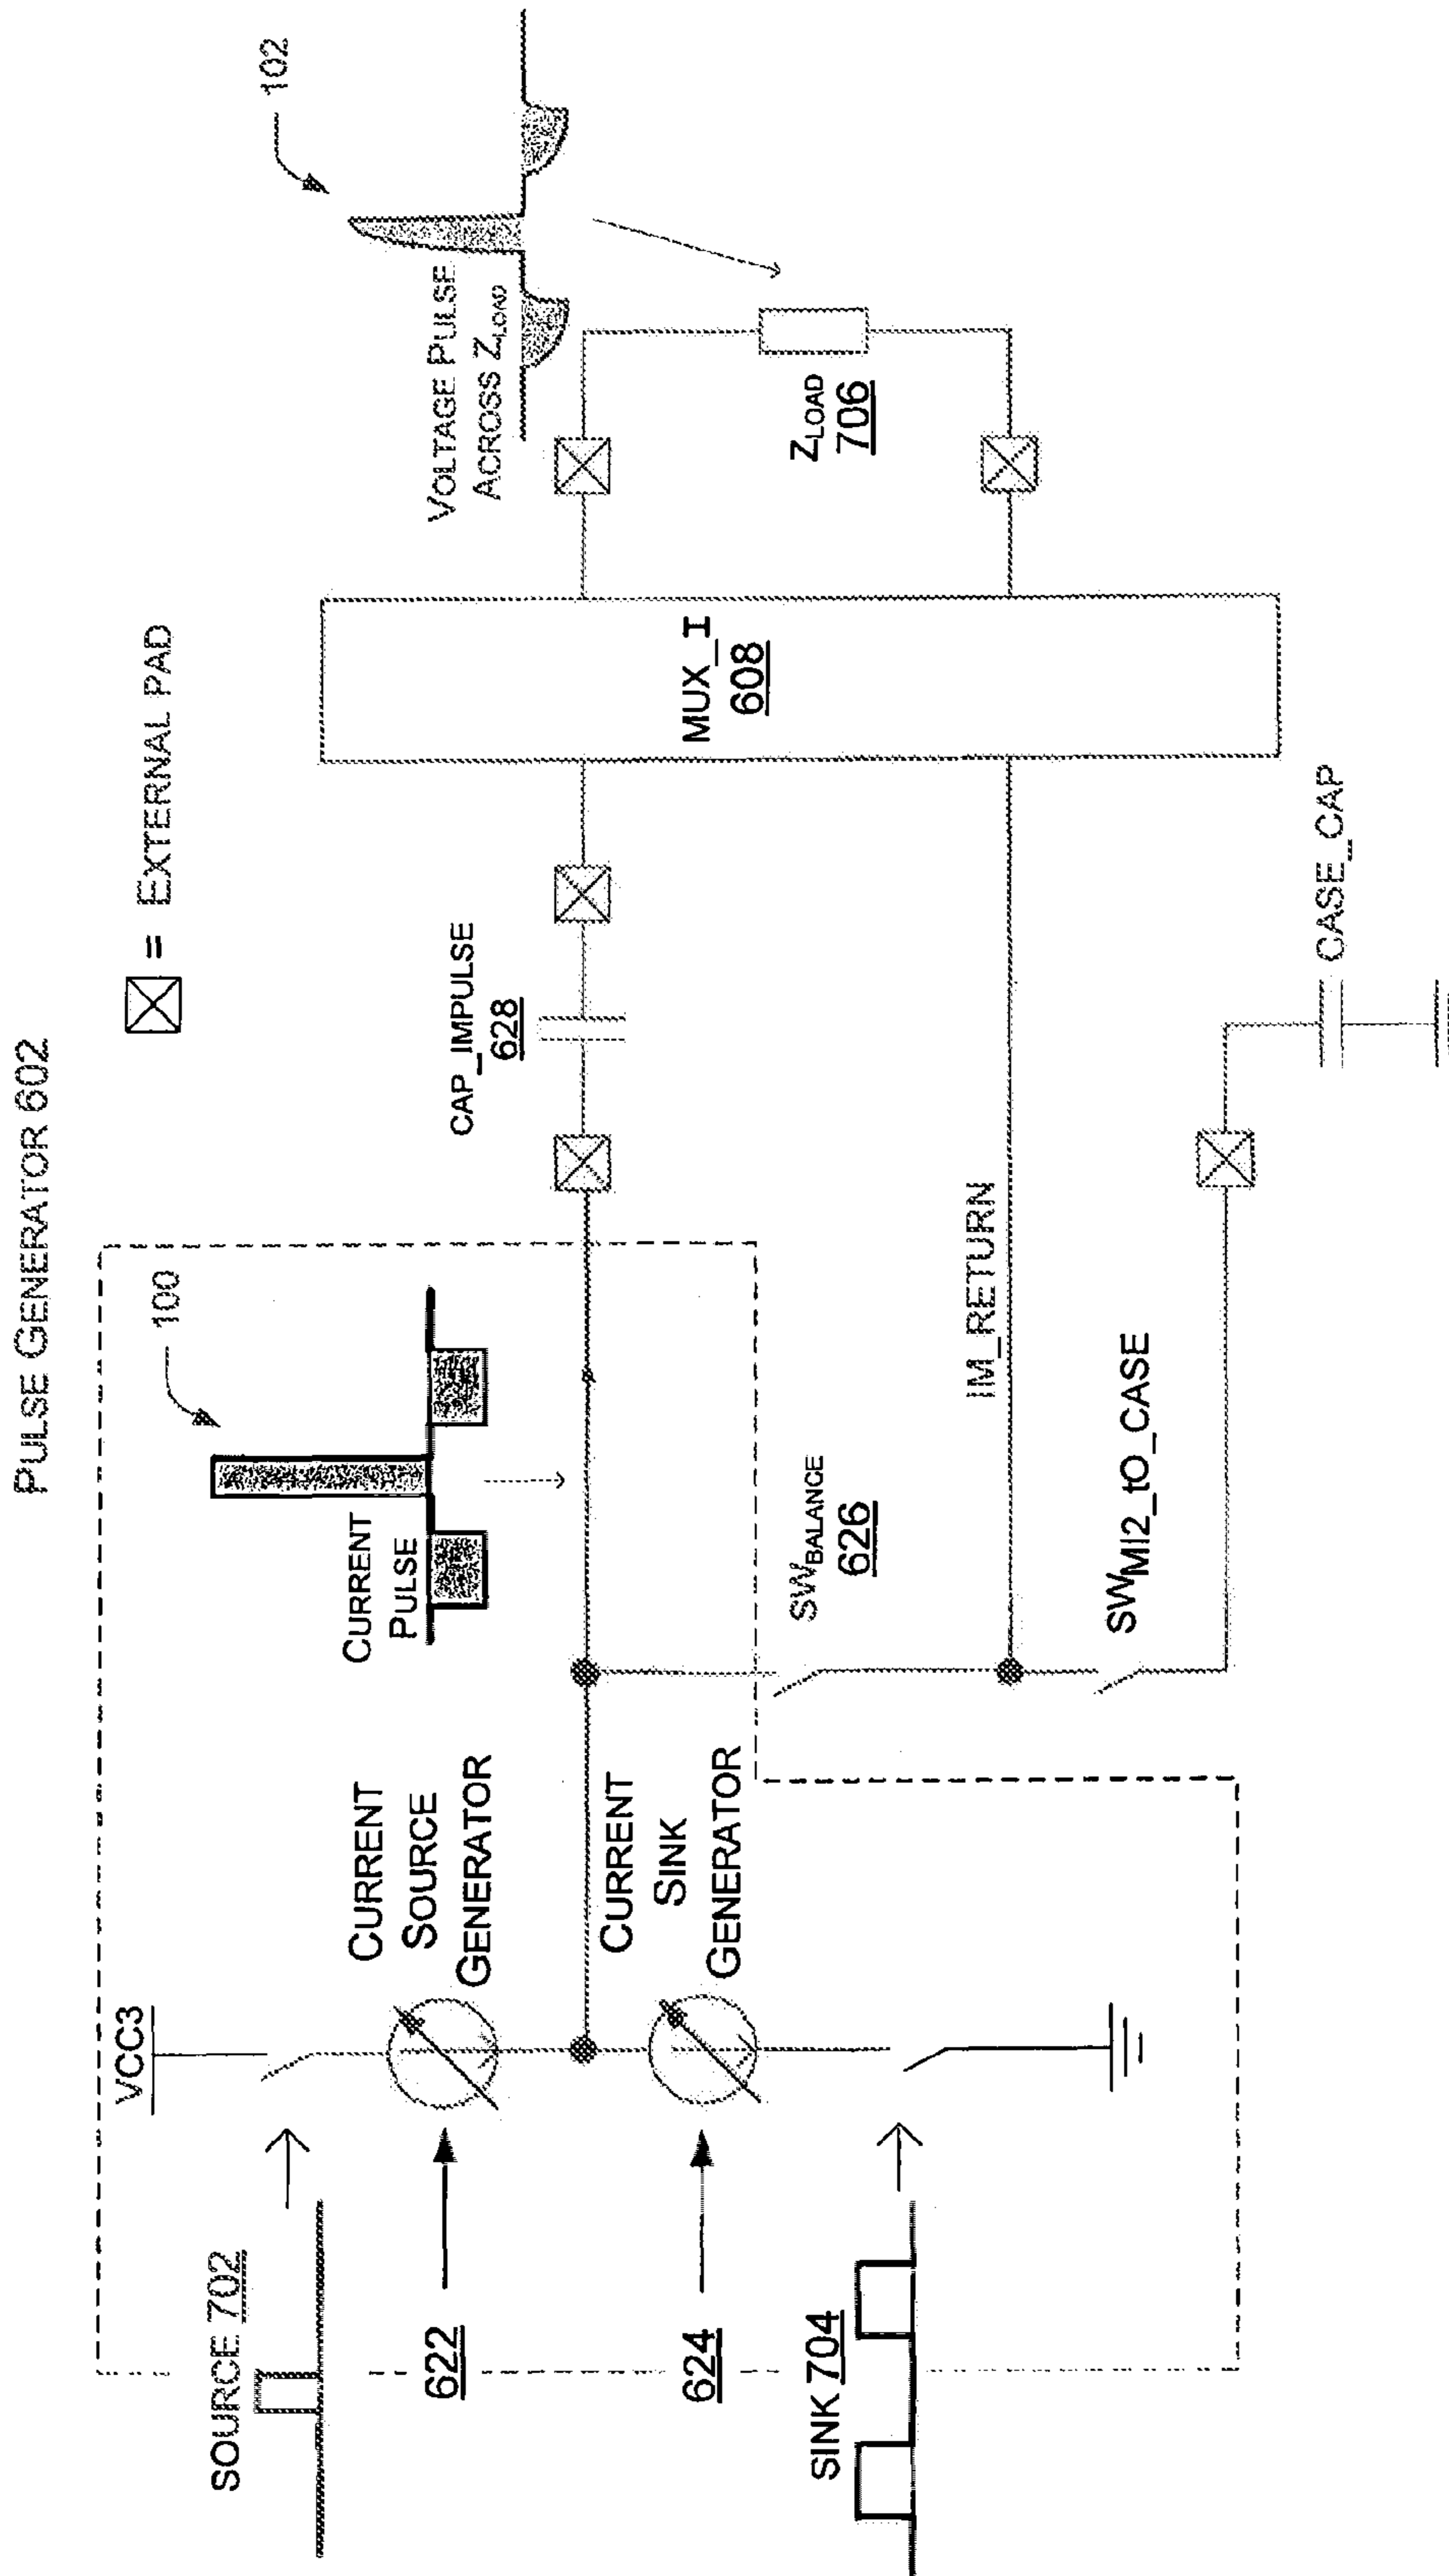 PULSE GENERATOR 602
= EXTERNAL PAD
102
VOLTAGE PULSE
ACROSS ZLOAD
100
CURRENT
PULSE
VCC3
SOURCE 702
CURRENT
SOURCE
GENERATOR
622
CAP_IMPULSE
628
MUX_I
608
ZLOAD
706
CURRENT
SINK
GENERATOR
624
SWBALANCE
626
SINK 704
IM_RETURN
SWMI2_tO_CASE
CASE_CAP